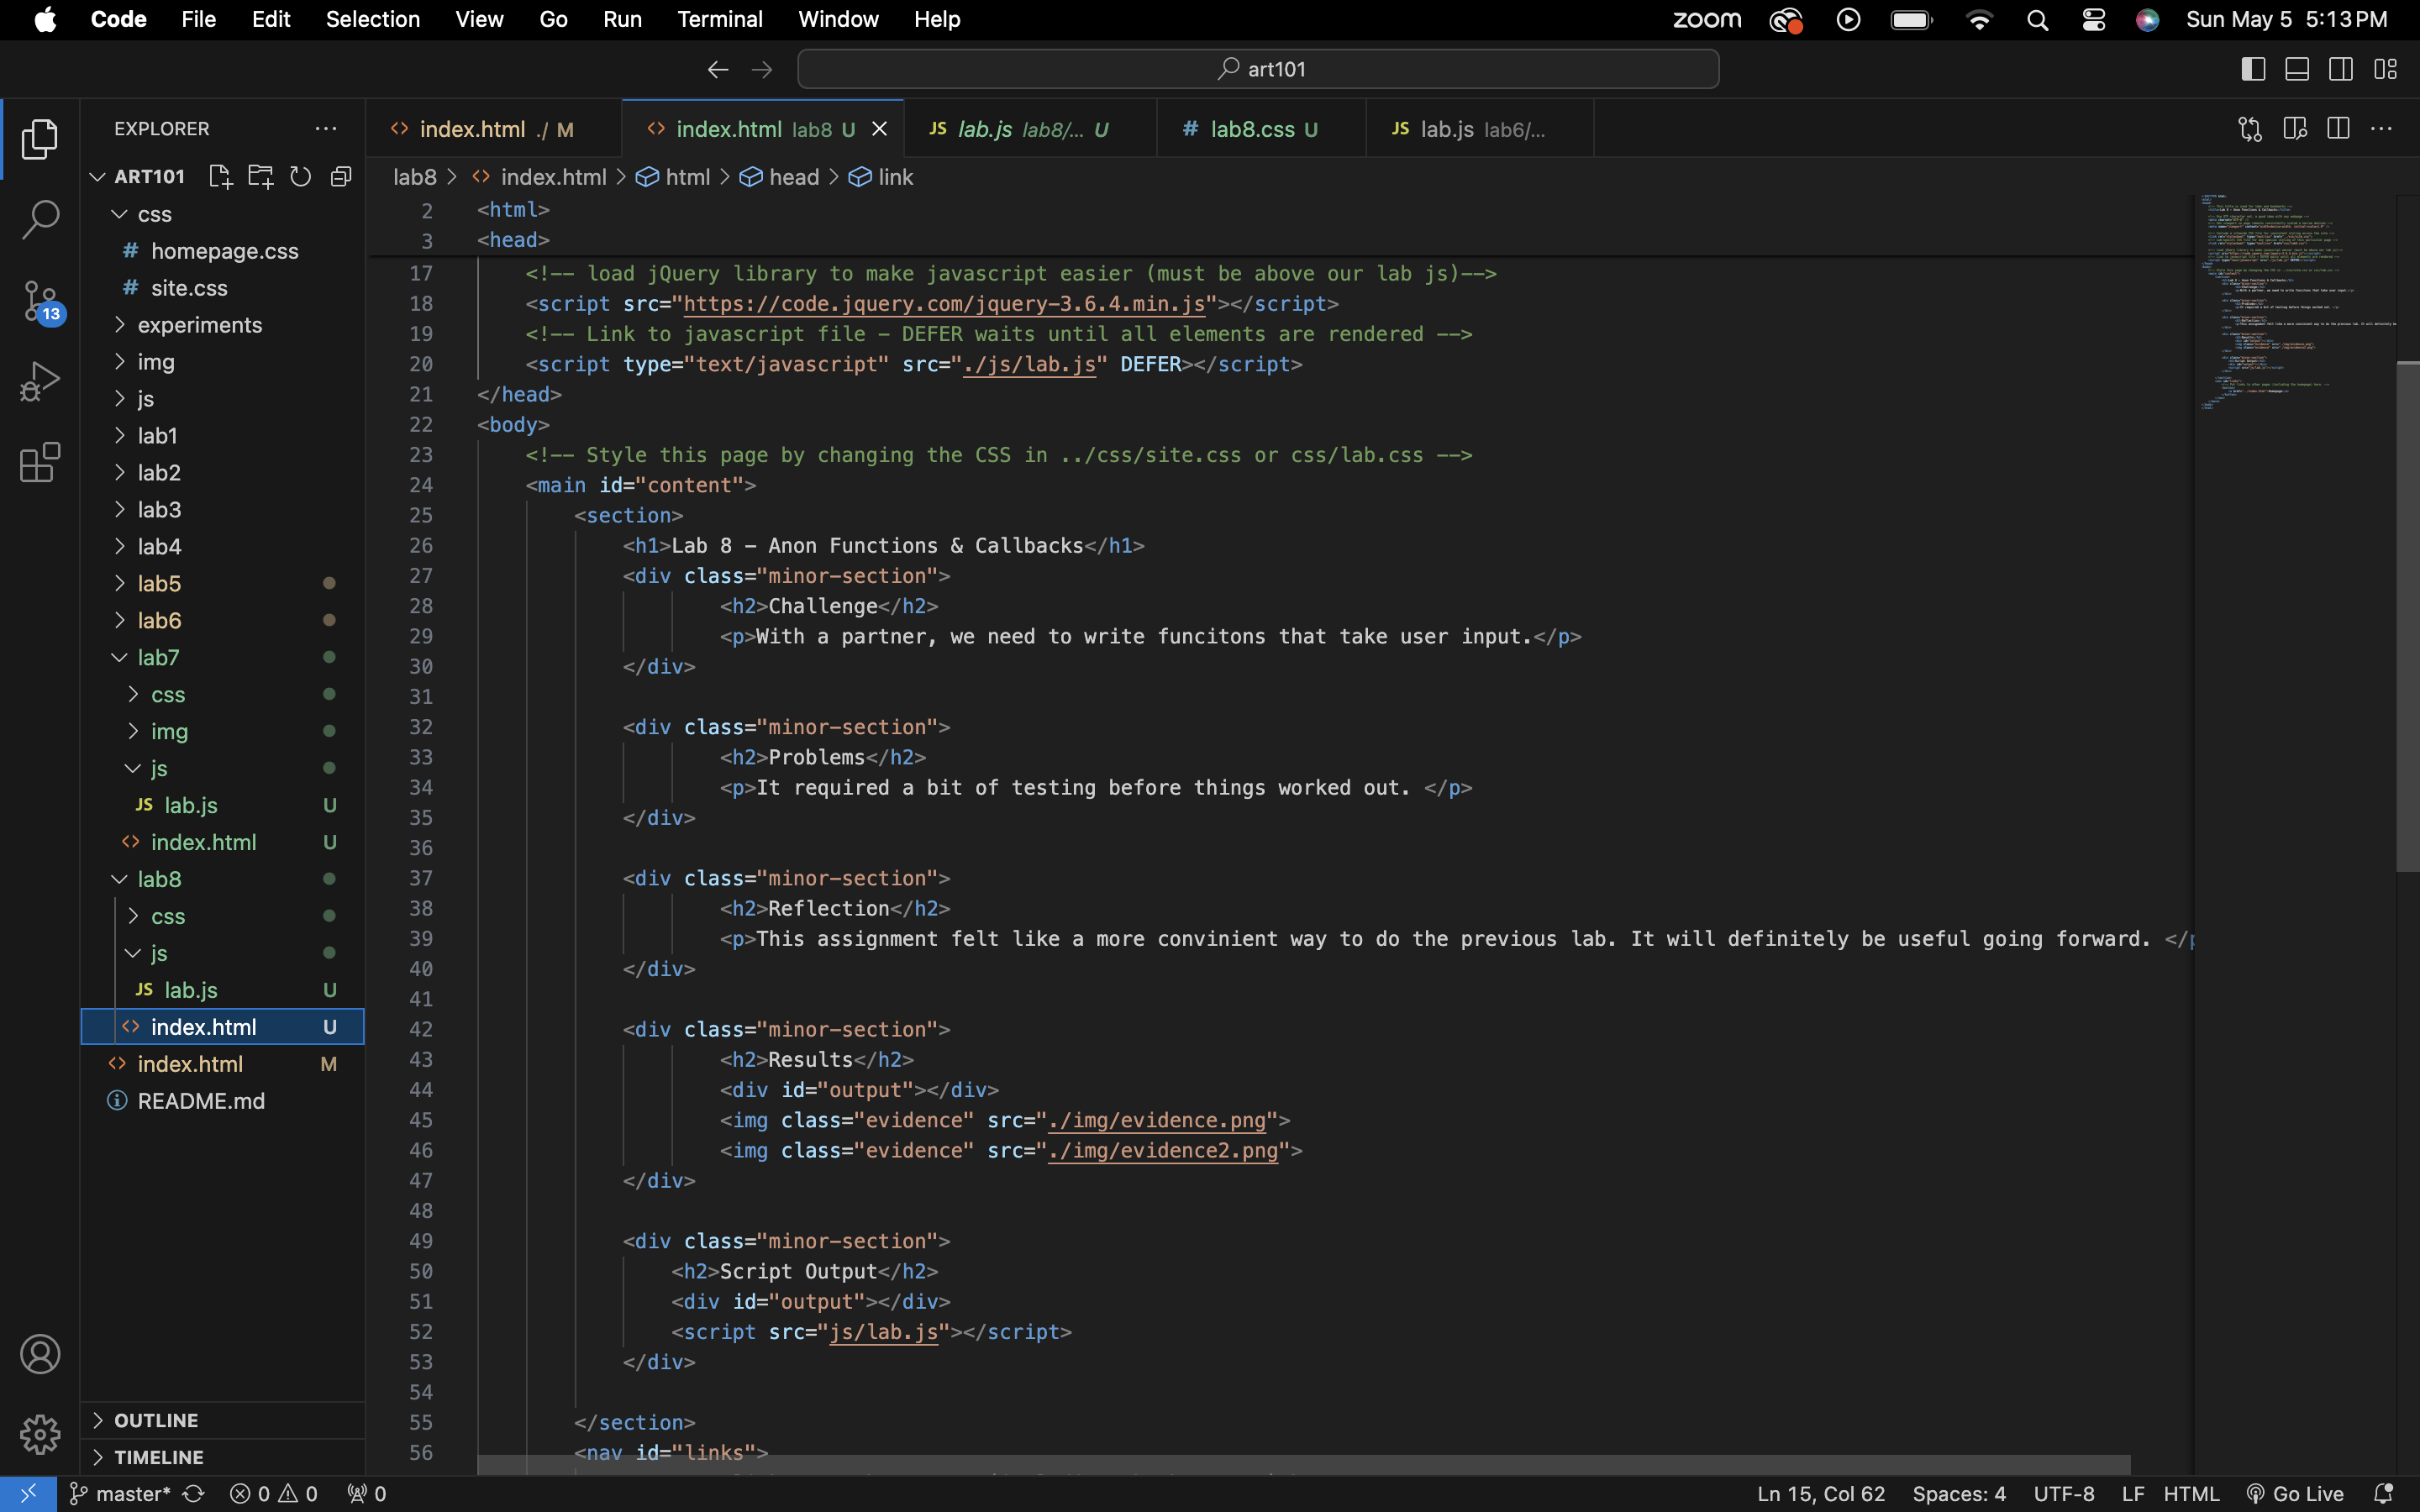 Code File Edit Selection View Go Run Terminal Window Help zoom Sun May 5 5:13 PM
art101
EXPLORER
index.html ./ M index.html lab8 U lab.js lab8/... U lab8.css U lab.js lab6/...
ART101
lab8 > index.html > html > head > link
css
homepage.css
site.css
experiments
img
js
lab1
lab2
lab3
lab4
lab5
lab6
lab7
css
img
js
JS lab.js U
index.html U
lab8
css
js
JS lab.js U
index.html U
index.html M
README.md
OUTLINE
TIMELINE
13
2 <html>
3 <head>
17 <!-- load jQuery library to make javascript easier (must be above our lab js)-->
18 <script src="https://code.jquery.com/jquery-3.6.4.min.js"></script>
19 <!-- Link to javascript file - DEFER waits until all elements are rendered -->
20 <script type="text/javascript" src="./js/lab.js" DEFER></script>
21 </head>
22 <body>
23 <!-- Style this page by changing the CSS in ../css/site.css or css/lab.css -->
24 <main id="content">
25 <section>
26 <h1>Lab 8 - Anon Functions & Callbacks</h1>
27 <div class="minor-section">
28 <h2>Challenge</h2>
29 <p>With a partner, we need to write funcitons that take user input.</p>
30 </div>
31
32 <div class="minor-section">
33 <h2>Problems</h2>
34 <p>It required a bit of testing before things worked out. </p>
35 </div>
36
37 <div class="minor-section">
38 <h2>Reflection</h2>
39 <p>This assignment felt like a more convinient way to do the previous lab. It will definitely be useful going forward. </p
40 </div>
41
42 <div class="minor-section">
43 <h2>Results</h2>
44 <div id="output"></div>
45 <img class="evidence" src="./img/evidence.png">
46 <img class="evidence" src="./img/evidence2.png">
47 </div>
48
49 <div class="minor-section">
50 <h2>Script Output</h2>
51 <div id="output"></div>
52 <script src="js/lab.js"></script>
53 </div>
54
55 </section>
56 <nav id="links">
master* 0 0 0 Ln 15, Col 62 Spaces: 4 UTF-8 LF HTML Go Live